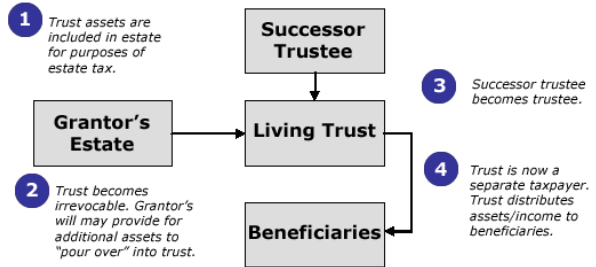 1
Trust assets are
included in estate
for purposes of
estate tax.
Successor
Trustee
3
Successor trustee
becomes trustee.
Grantor's
Estate
Living Trust
2
Trust becomes
irrevocable. Grantor's
will may provide for
additional assets to
“pour over” into trust.
4
Trust is now a
separate taxpayer.
Trust distributes
assets/income to
beneficiaries.
Beneficiaries